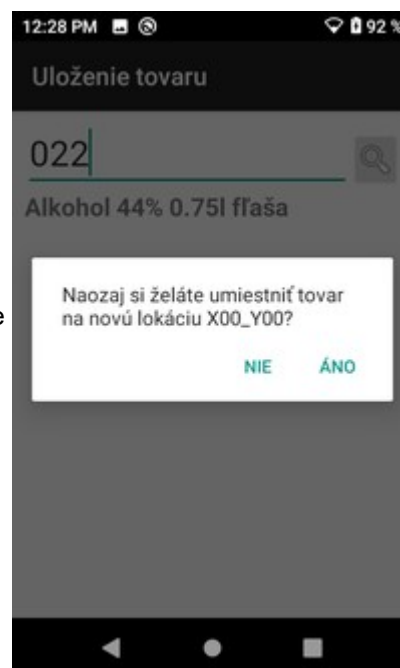 12:28 PM 92 %
Uloženie tovaru
022
Alkohol 44% 0.75l fľaša
Naozaj si želáte umiestniť tovar
na novú lokáciu X00_Y00?
e
NIE ÁNO